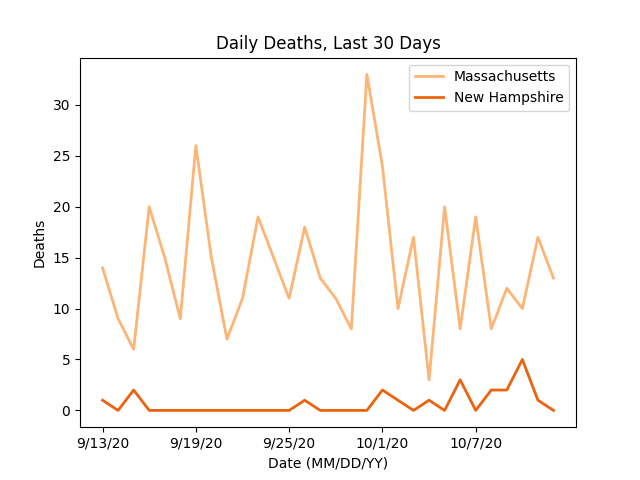 Daily Deaths, Last 30 Days
Massachusetts
New Hampshire
Deaths
30
25
20
15
10
5
0
9/13/20 9/19/20 9/25/20 10/1/20 10/7/20
Date (MM/DD/YY)